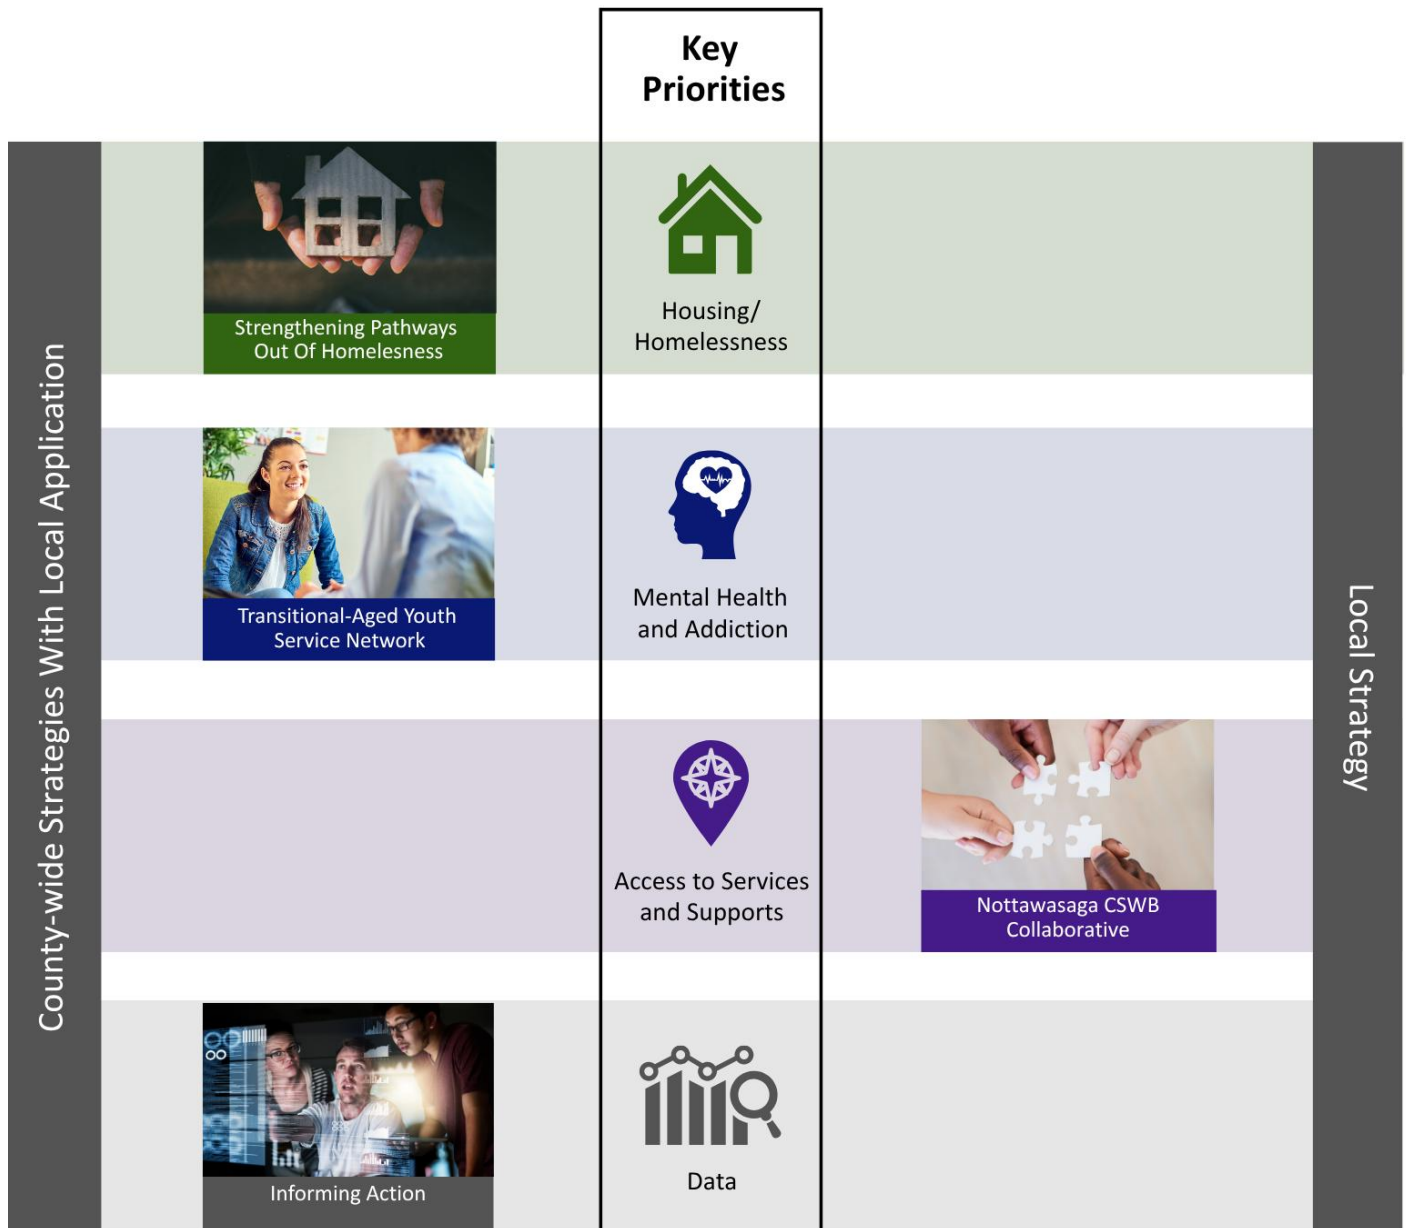 Key
Priorities
County-wide Strategies With Local Application
Strengthening Pathways
Out Of Homelesness
Housing/
Homelessness
Transitional-Aged Youth
Service Network
Mental Health
and Addiction
Access to Services
and Supports
Nottawasaga CSWB
Collaborative
Informing Action
Data
Local Strategy